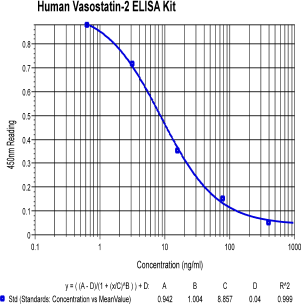 Human Vasostatin-2 ELISA Kit
0.8
0.7
0.6
0.5
0.4
0.3
0.2
0.1
0
450nm Reading
0.1 1 10 100 1000
Concentration (ng/ml)
y = ( (A - D)/(1 + (x/C)^B ) ) + D: A B C D R^2
Std (Standards: Concentration vs MeanValue) 0.942 1.004 8.857 0.04 0.999